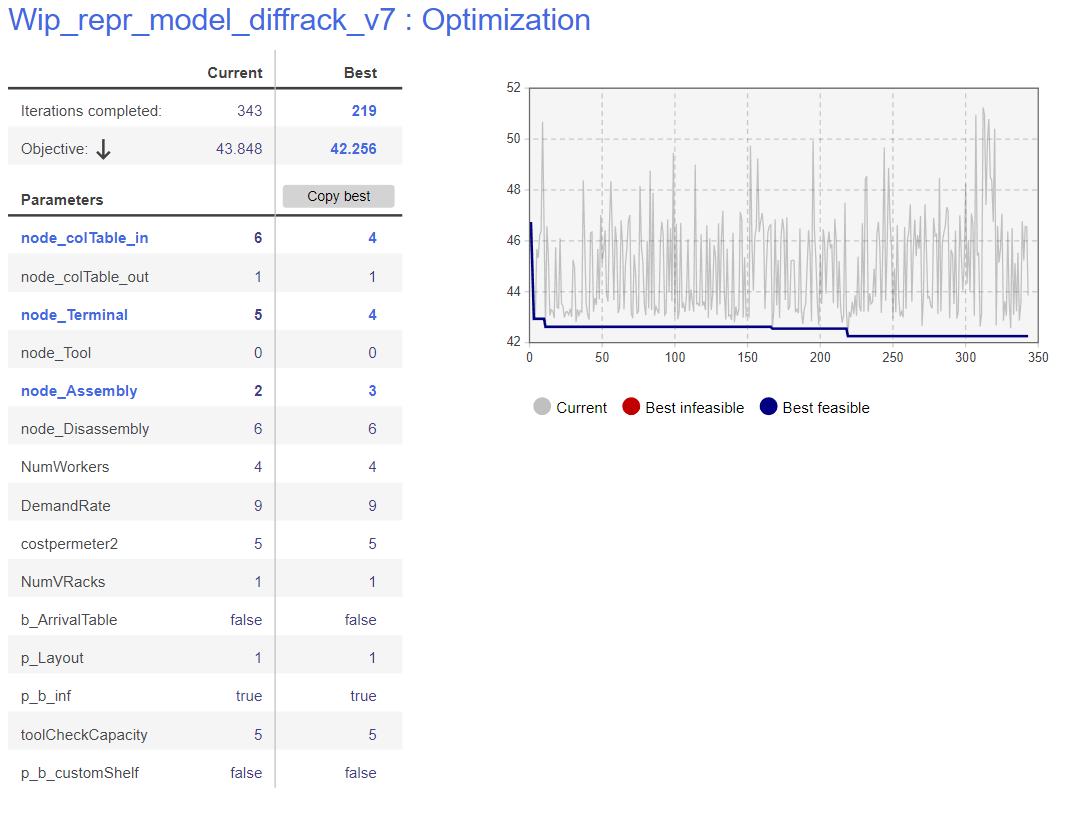 Wip_repr_model_diffrack_v7 : Optimization
Current Best
Iterations completed: 343 219
Objective: ↓ 43.848 42.256
Parameters Copy best
node_colTable_in 6 4
node_colTable_out 1 1
node_Terminal 5 4
node_Tool 0 0
node_Assembly 2 3
node_Disassembly 6 6
NumWorkers 4 4
DemandRate 9 9
costpermeter2 5 5
NumVRacks 1 1
b_ArrivalTable false false
p_Layout 1 1
p_b_inf true true
toolCheckCapacity 5 5
p_b_customShelf false false
52
50
48
46
44
42
0 50 100 150 200 250 300 350
Current Best infeasible Best feasible